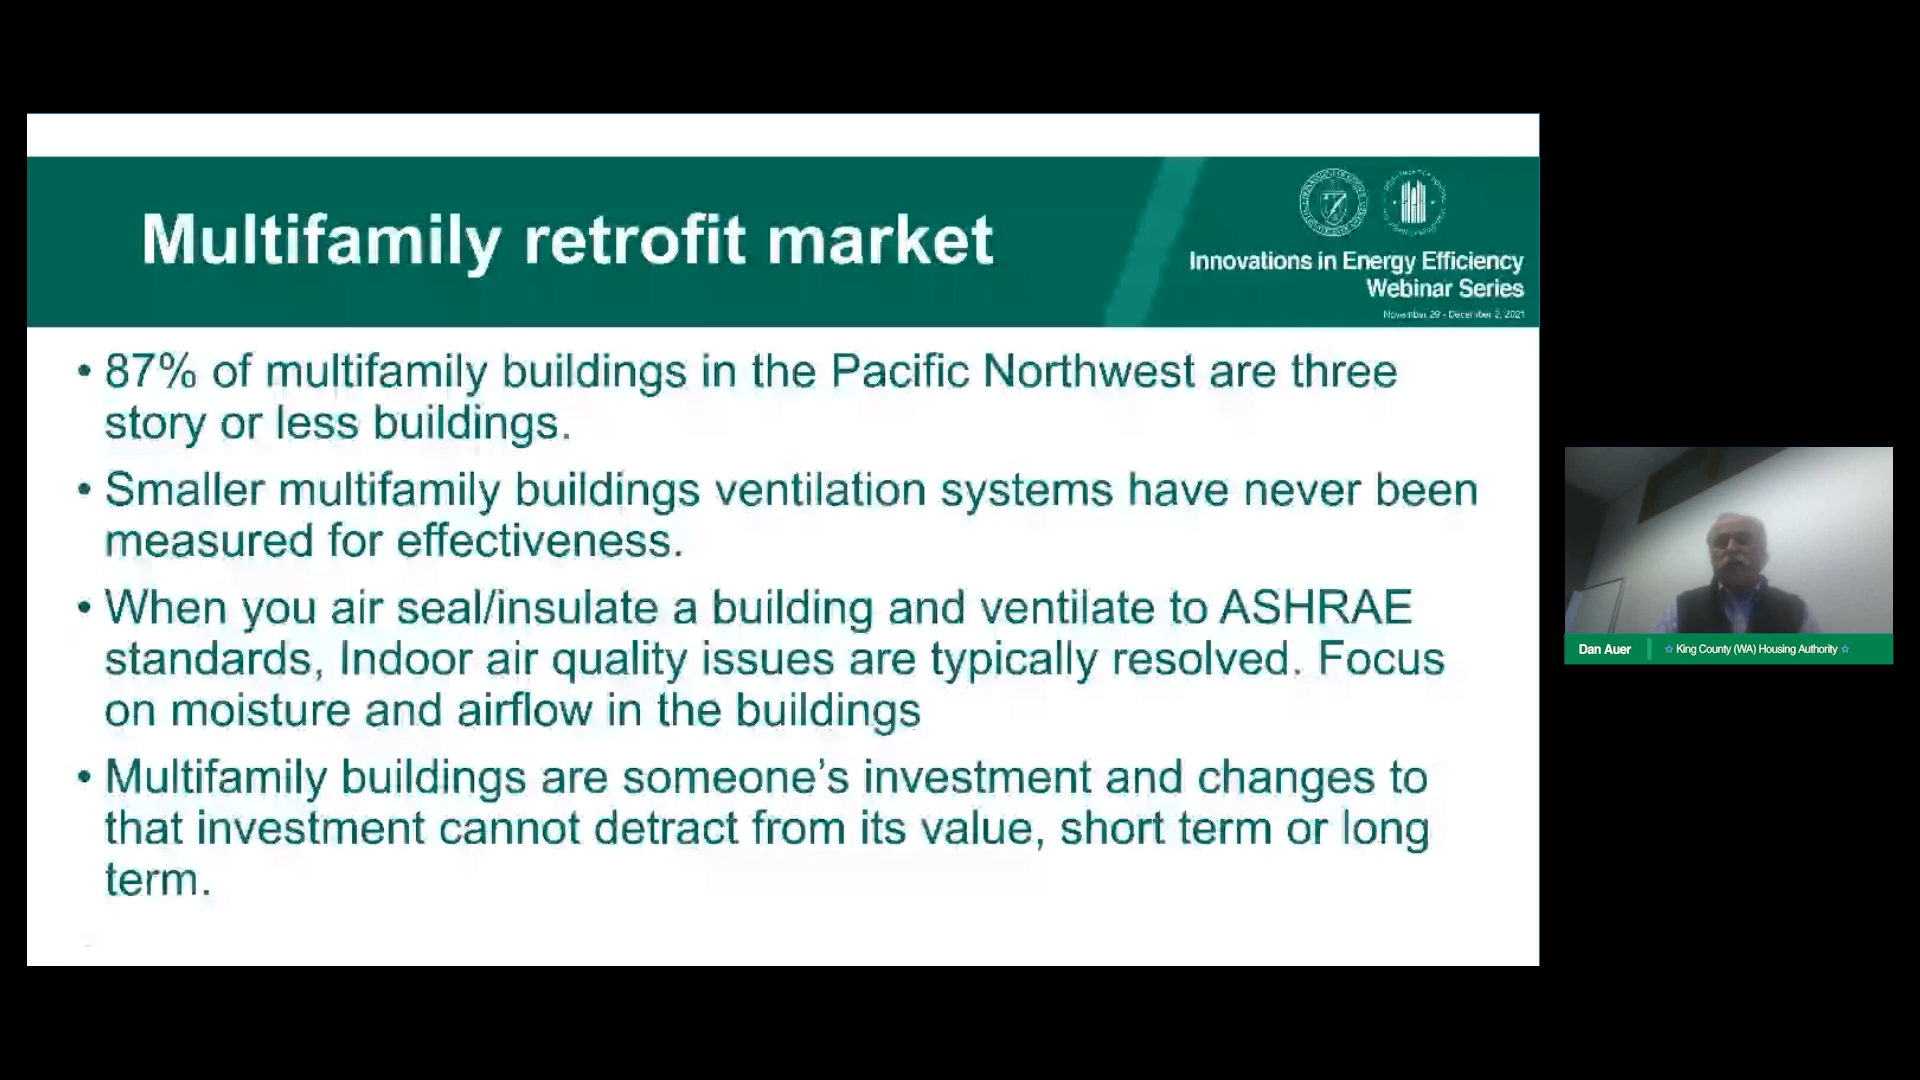 Multifamily retrofit market
Innovations in Energy Efficiency
Webinar Series
November 29 - December 2, 2021
• 87% of multifamily buildings in the Pacific Northwest are three
story or less buildings.
• Smaller multifamily buildings ventilation systems have never been
measured for effectiveness.
• When you air seal/insulate a building and ventilate to ASHRAE
standards, Indoor air quality issues are typically resolved. Focus
on moisture and airflow in the buildings
• Multifamily buildings are someone’s investment and changes to
that investment cannot detract from its value, short term or long
term.
Dan Auer
☆ King County (WA) Housing Authority ☆